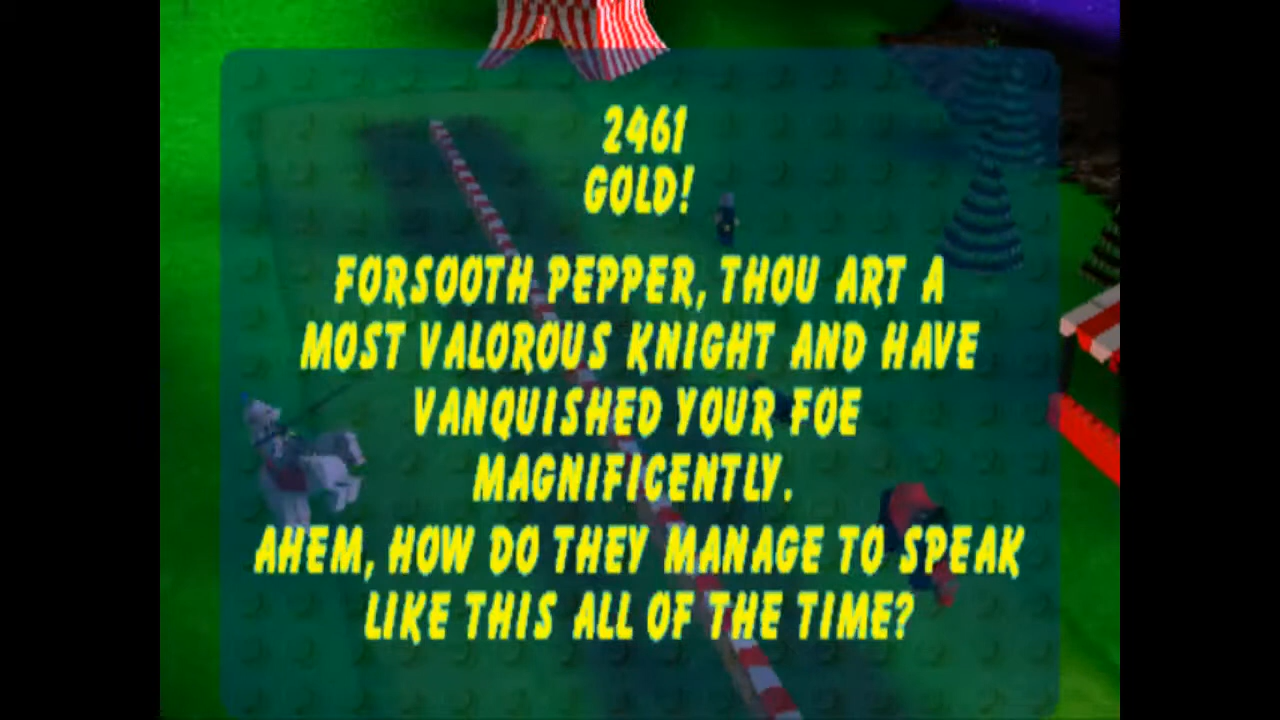 2461
GOLD!
FORSOOTH PEPPER, THOU ART A
MOST VALOROUS KNIGHT AND HAVE
VANQUISHED YOUR FOE
MAGNIFICENTLY.
AHEM, HOW DO THEY MANAGE TO SPEAK
LIKE THIS ALL OF THE TIME?